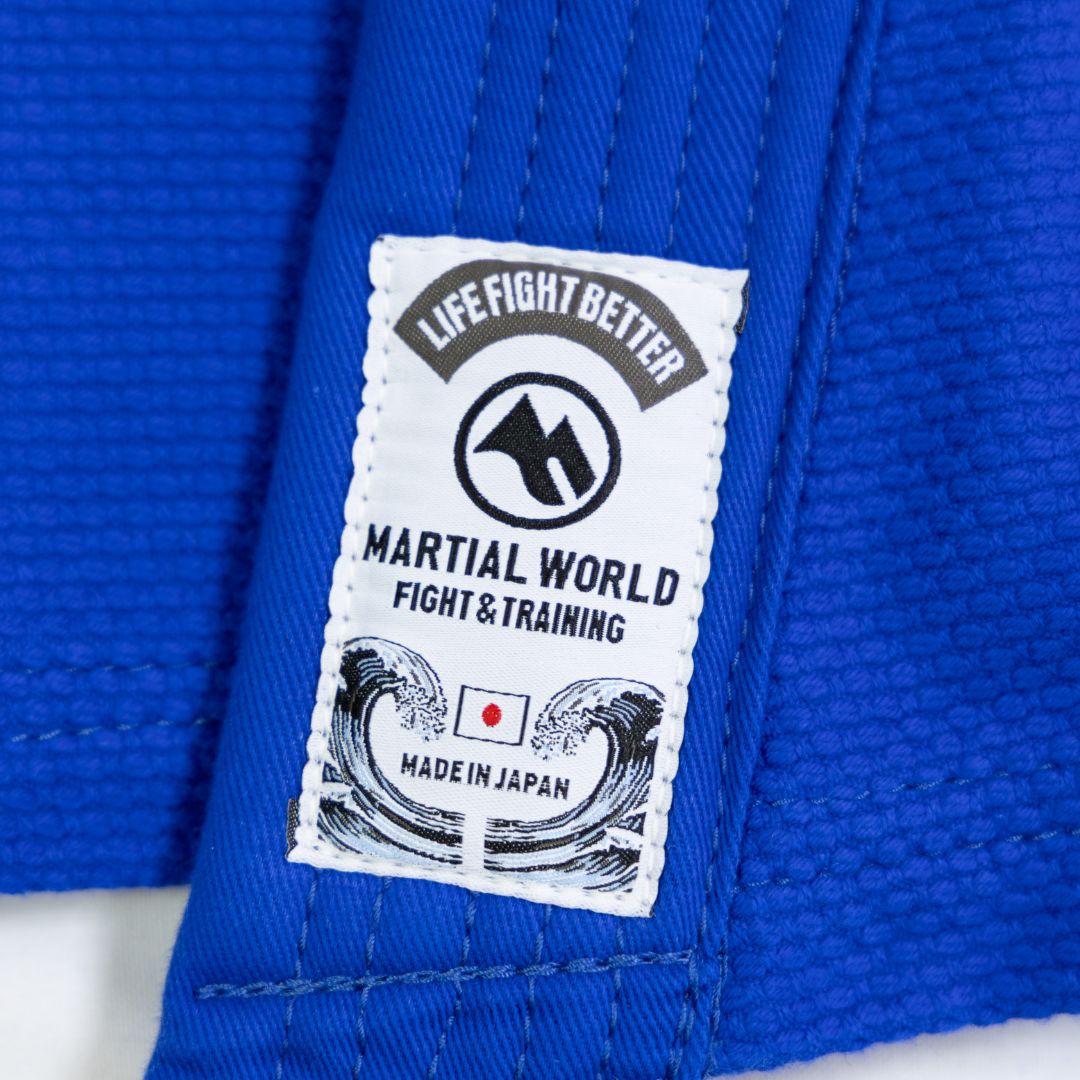 LIFE FIGHT BETTER
MARTIAL WORLD
FIGHT & TRAINING
MADE IN JAPAN